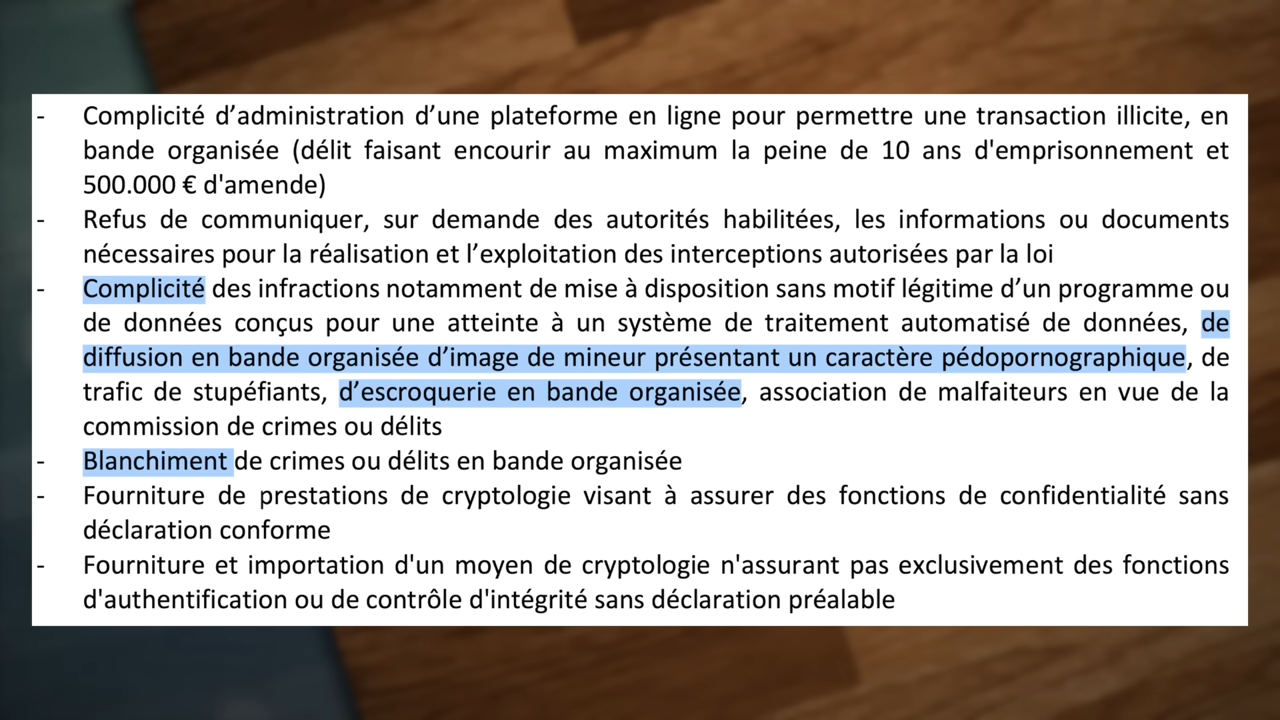 - Complicité d’administration d’une plateforme en ligne pour permettre une transaction illicite, en
bande organisée (délit faisant encourir au maximum la peine de 10 ans d'emprisonnement et
500.000 € d'amende)
- Refus de communiquer, sur demande des autorités habilitées, les informations ou documents
nécessaires pour la réalisation et l’exploitation des interceptions autorisées par la loi
- Complicité des infractions notamment de mise à disposition sans motif légitime d’un programme ou
de données conçus pour une atteinte à un système de traitement automatisé de données, de
diffusion en bande organisée d’image de mineur présentant un caractère pédopornographique, de
trafic de stupéfiants, d’escroquerie en bande organisée, association de malfaiteurs en vue de la
commission de crimes ou délits
- Blanchiment de crimes ou délits en bande organisée
- Fourniture de prestations de cryptologie visant à assurer des fonctions de confidentialité sans
déclaration conforme
- Fourniture et importation d'un moyen de cryptologie n'assurant pas exclusivement des fonctions
d'authentification ou de contrôle d'intégrité sans déclaration préalable